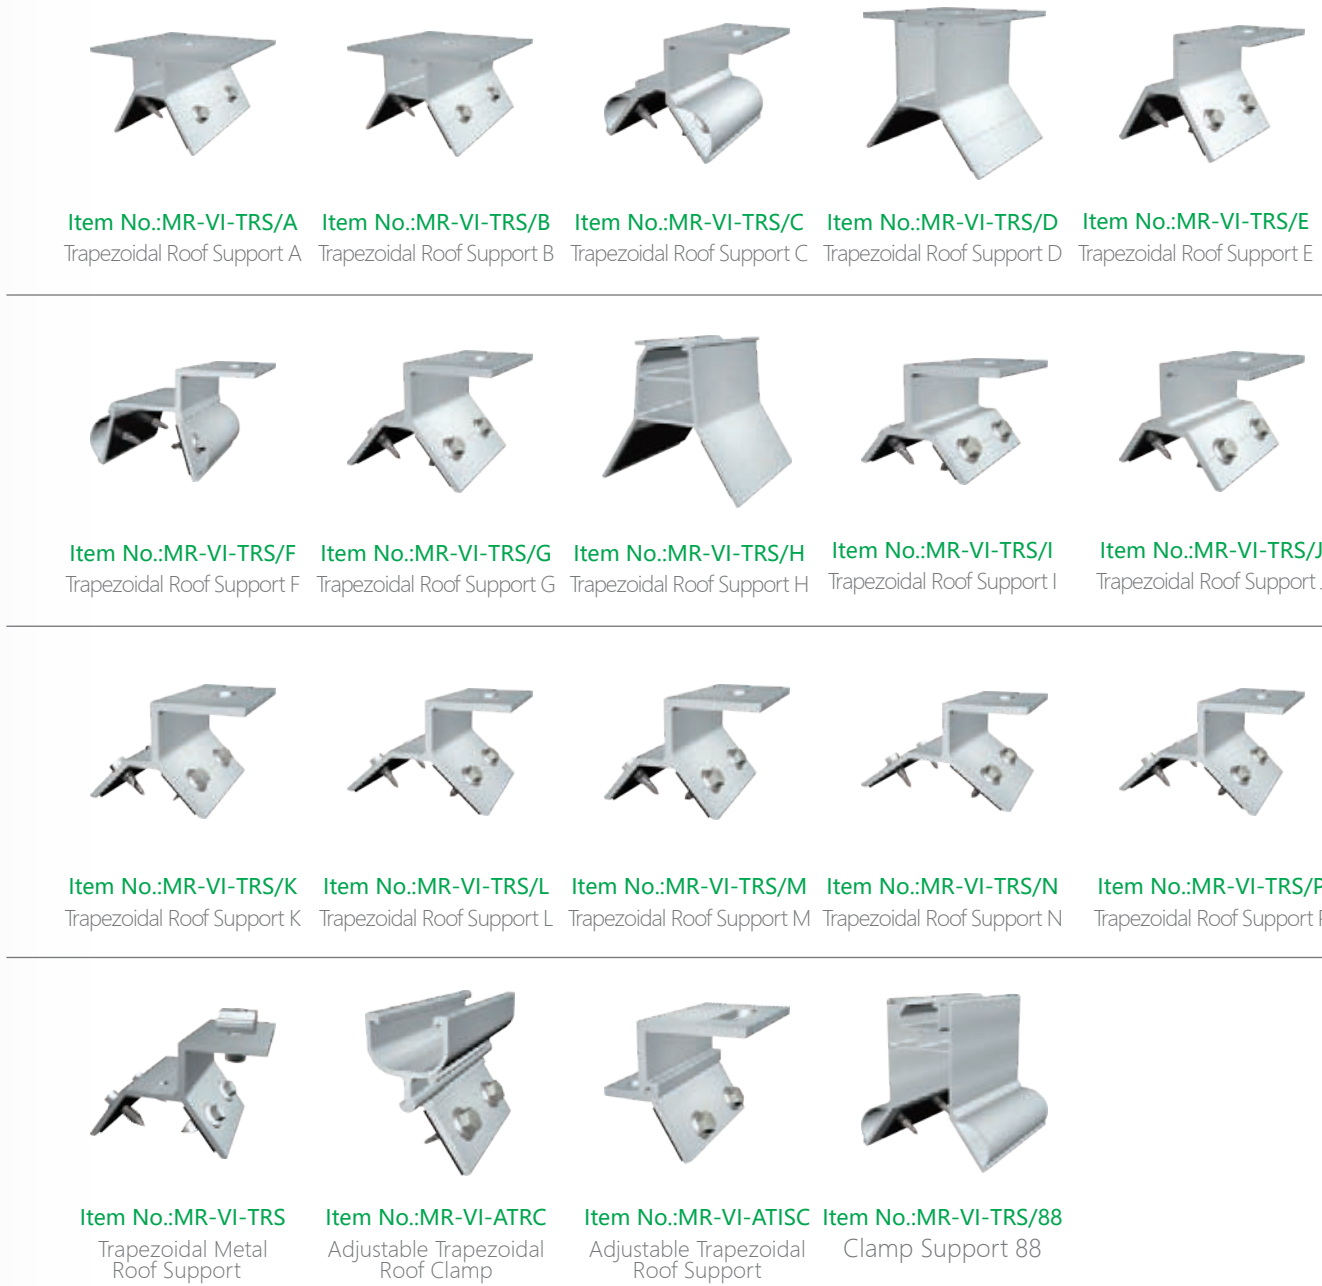 Item No.:MR-VI-TRS/A Item No.:MR-VI-TRS/B Item No.:MR-VI-TRS/C Item No.:MR-VI-TRS/D Item No.:MR-VI-TRS/E
Trapezoidal Roof Support A Trapezoidal Roof Support B Trapezoidal Roof Support C Trapezoidal Roof Support D Trapezoidal Roof Support E
Item No.:MR-VI-TRS/F Item No.:MR-VI-TRS/G Item No.:MR-VI-TRS/H Item No.:MR-VI-TRS/I Item No.:MR-VI-TRS/J
Trapezoidal Roof Support F Trapezoidal Roof Support G Trapezoidal Roof Support H Trapezoidal Roof Support I Trapezoidal Roof Support J
Item No.:MR-VI-TRS/K Item No.:MR-VI-TRS/L Item No.:MR-VI-TRS/M Item No.:MR-VI-TRS/N Item No.:MR-VI-TRS/P
Trapezoidal Roof Support K Trapezoidal Roof Support L Trapezoidal Roof Support M Trapezoidal Roof Support N Trapezoidal Roof Support P
Item No.:MR-VI-TRS Item No.:MR-VI-ATRC Item No.:MR-VI-ATISC Item No.:MR-VI-TRS/88
Trapezoidal Metal Adjustable Trapezoidal Adjustable Trapezoidal Clamp Support 88
Roof Support Roof Clamp Roof Support